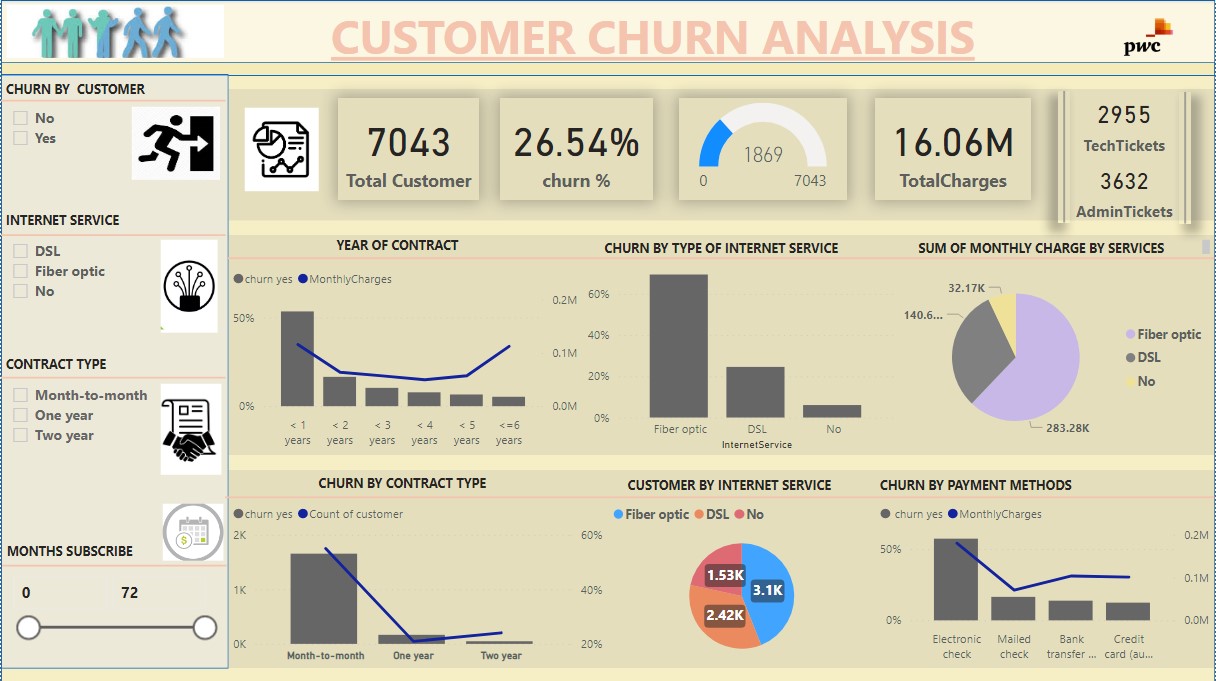 CUSTOMER CHURN ANALYSIS
pwc
CHURN BY CUSTOMER
No
Yes
INTERNET SERVICE
DSL
Fiber optic
No
CONTRACT TYPE
Month-to-month
One year
Two year
MONTHS SUBSCRIBE
0 72
7043
Total Customer
26.54%
churn %
1869
0 7043
16.06M
TotalCharges
2955
TechTickets
3632
AdminTickets
YEAR OF CONTRACT
churn yes MonthlyCharges
50%
0%
0.2M
0.1M
0.0M
< 1 years
< 2 years
< 3 years
< 4 years
< 5 years
<=6 years
CHURN BY TYPE OF INTERNET SERVICE
60%
40%
20%
0%
Fiber optic DSL No
InternetService
SUM OF MONTHLY CHARGE BY SERVICES
32.17K
140.6...
283.28K
Fiber optic
DSL
No
CHURN BY CONTRACT TYPE
churn yes Count of customer
2K
1K
0K
60%
40%
20%
Month-to-month One year Two year
CUSTOMER BY INTERNET SERVICE
Fiber optic DSL No
1.53K
3.1K
2.42K
CHURN BY PAYMENT METHODS
churn yes MonthlyCharges
50%
0%
0.2M
0.1M
0.0M
Electronic check
Mailed check
Bank transfer ...
Credit card (au...